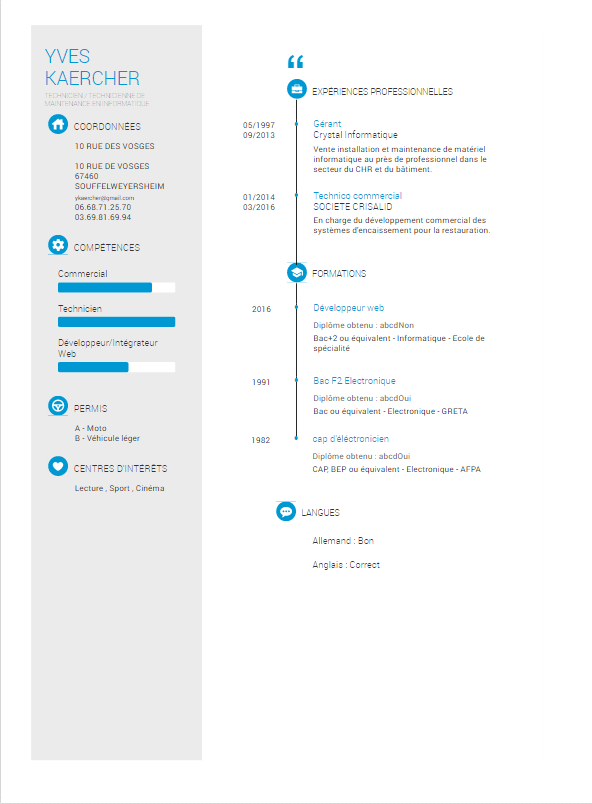 YVES
KAERCHER
TECHNICIEN / TECHNICIENNE DE
MAINTENANCE EN INFORMATIQUE
COORDONNÉES
10 RUE DES VOSGES
10 RUE DE VOSGES
67460
SOUFFELWEYERSHEIM
ykaercher@gmail.com
06.68.71.25.70
03.69.81.69.94
COMPÉTENCES
Commercial
Technicien
Développeur/Intégrateur
Web
PERMIS
A - Moto
B - Véhicule léger
CENTRES D'INTÉRÊTS
Lecture , Sport , Cinéma
EXPÉRIENCES PROFESSIONNELLES
05/1997
09/2013
Gérant
Crystal Informatique
Vente installation et maintenance de matériel
informatique au près de professionnel dans le
secteur du CHR et du bâtiment.
01/2014
03/2016
Technico commercial
SOCIETE CRISALID
En charge du développement commercial des
systèmes d'encaissement pour la restauration.
FORMATIONS
2016
Développeur web
Diplôme obtenu : abcdNon
Bac+2 ou équivalent - Informatique - Ecole de
spécialité
1991
Bac F2 Electronique
Diplôme obtenu : abcdOui
Bac ou équivalent - Electronique - GRETA
1982
cap d'éléctronicien
Diplôme obtenu : abcdOui
CAP, BEP ou équivalent - Electronique - AFPA
LANGUES
Allemand : Bon
Anglais : Correct